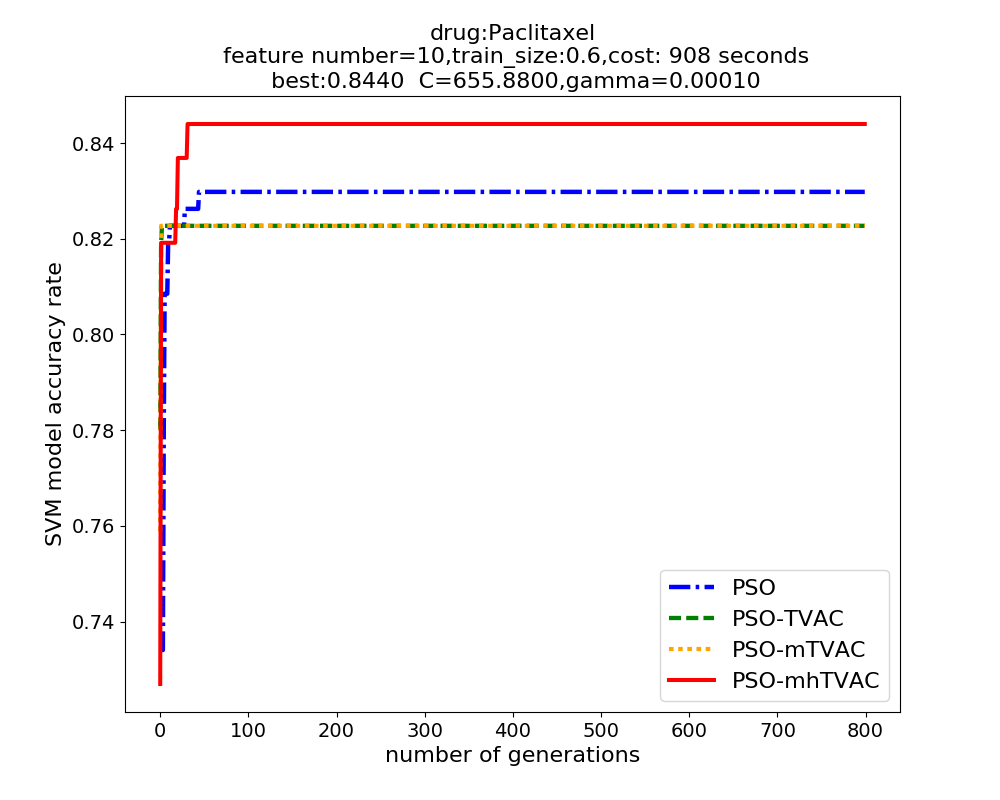 drug:Paclitaxel
feature number=10,train_size:0.6,cost: 908 seconds
best:0.8440  C=655.8800,gamma=0.00010
0.84
0.82
0.80
0.78
0.76
0.74
SVM model accuracy rate
PSO
PSO-TVAC
PSO-mTVAC
PSO-mhTVAC
0 100 200 300 400 500 600 700 800
number of generations